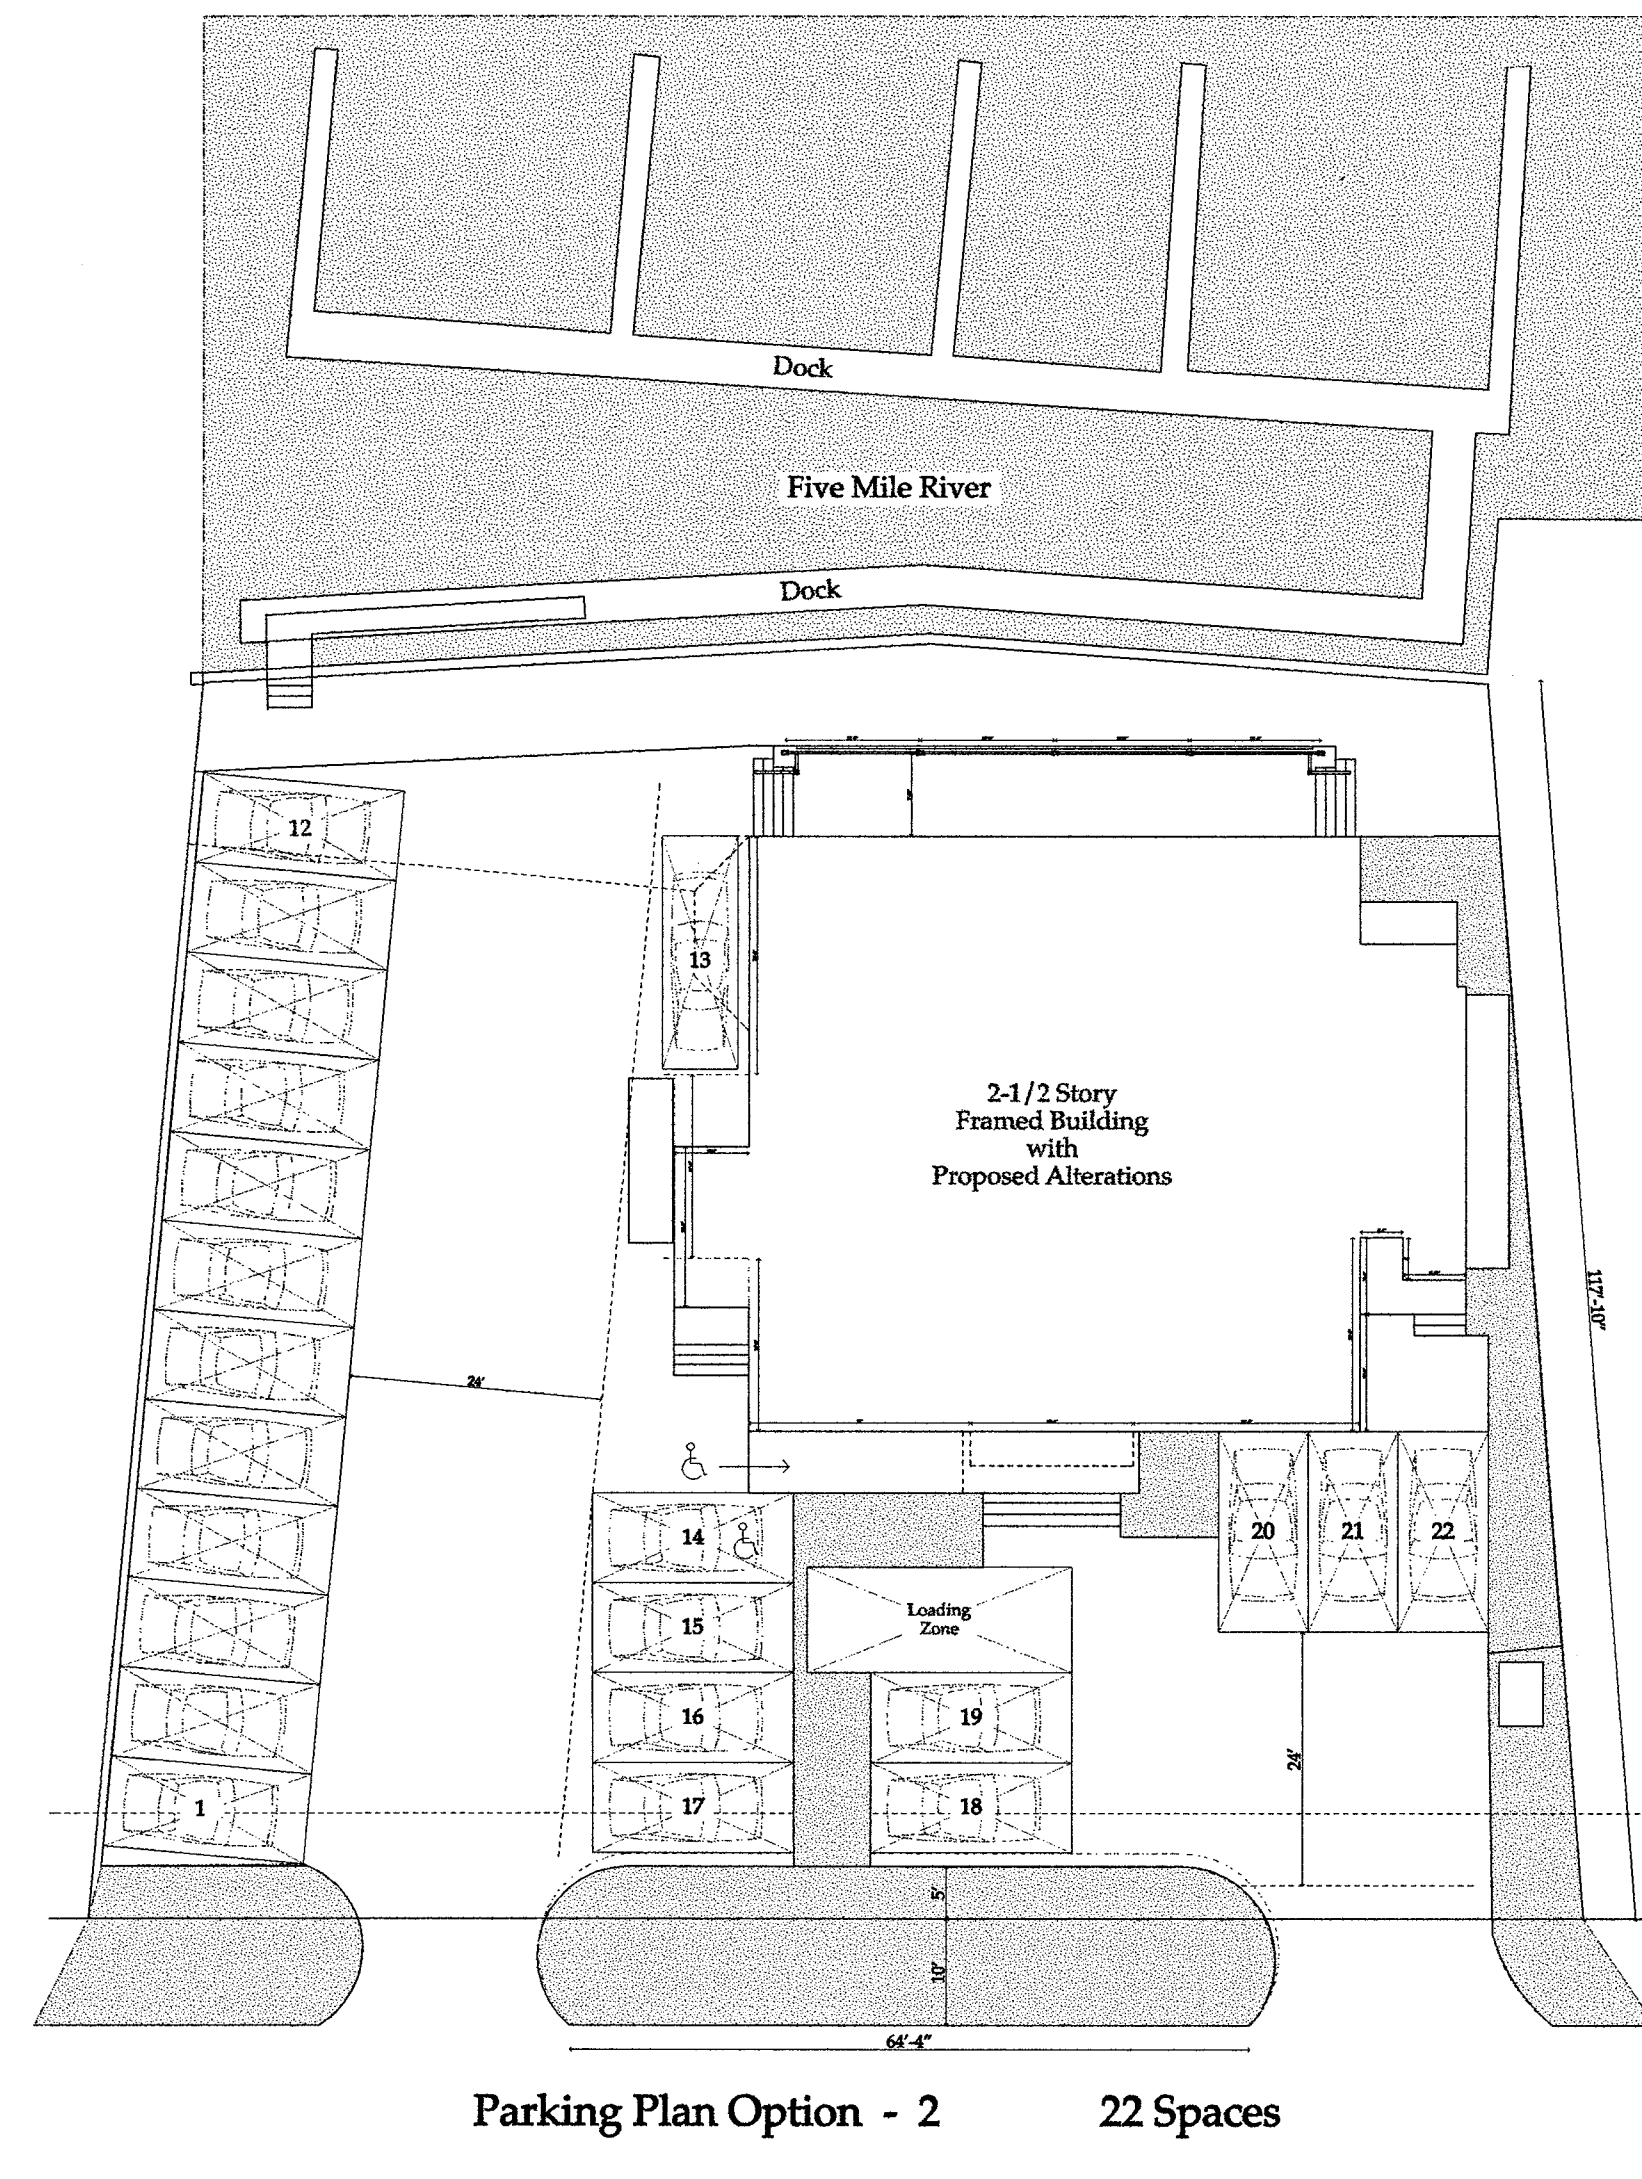 Dock
Five Mile River
Dock
12
13
2-1/2 Story
Framed Building
with
Proposed Alterations
117'-10"
24'
14
15
16
17
Loading
Zone
19
18
20
21
22
24'
1
5'
10'
64'-4"
Parking Plan Option - 2
22 Spaces